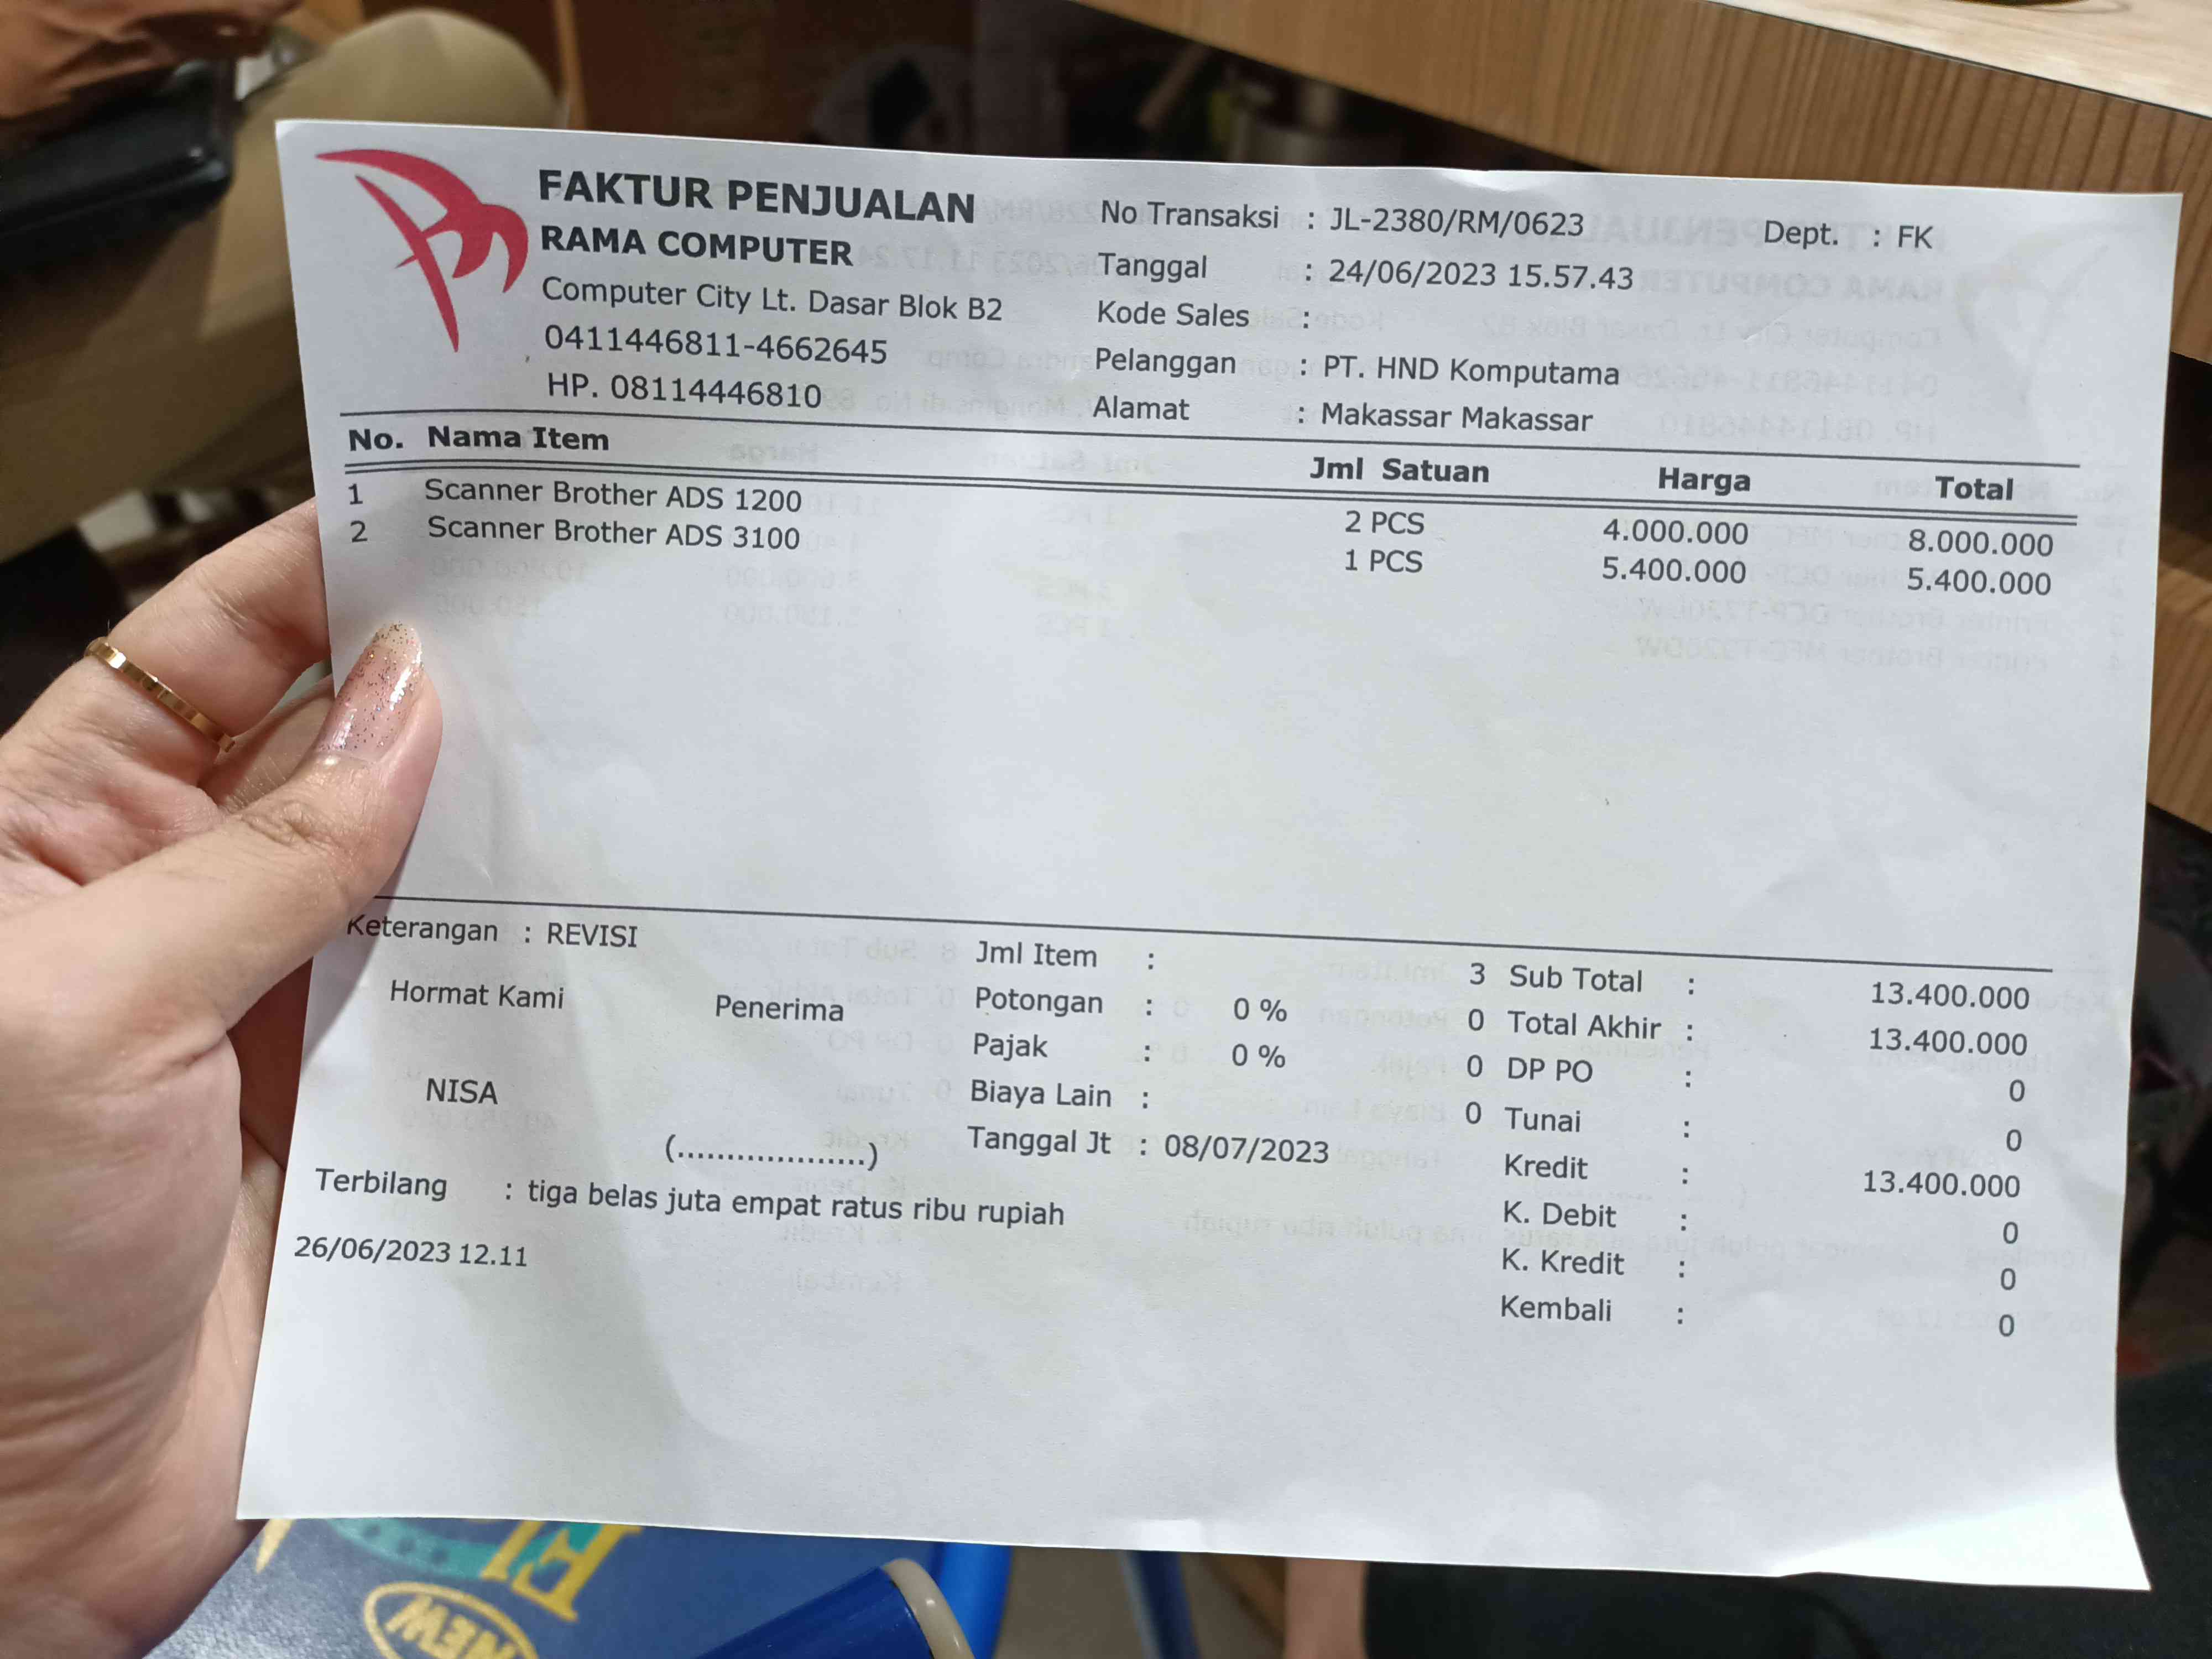 FAKTUR PENJUALAN
RAMA COMPUTER
Computer City Lt. Dasar Blok B2
0411446811-4662645
HP. 08114446810
No Transaksi : JL-2380/RM/0623 Dept. : FK
Tanggal : 24/06/2023 15.57.43
Kode Sales :
Pelanggan : PT. HND Komputama
Alamat : Makassar Makassar
No. Nama Item Jml Satuan Harga Total
1 Scanner Brother ADS 1200 2 PCS 4.000.000 8.000.000
2 Scanner Brother ADS 3100 1 PCS 5.400.000 5.400.000
Keterangan : REVISI
Hormat Kami Penerima
NISA
(...................)
Jml Item : 3
Potongan : 0 % 0
Pajak : 0 % 0
Biaya Lain : 0
Tanggal Jt : 08/07/2023
Sub Total : 13.400.000
Total Akhir : 13.400.000
DP PO : 0
Tunai : 0
Kredit : 13.400.000
K. Debit : 0
K. Kredit : 0
Kembali : 0
Terbilang : tiga belas juta empat ratus ribu rupiah
26/06/2023 12.11
NEW